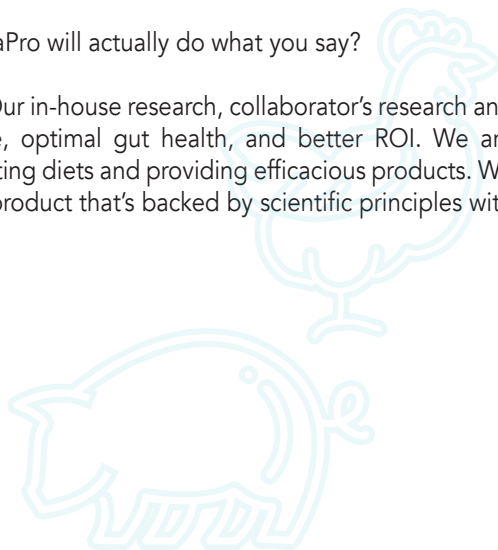 aPro will actually do what you say?
Our in-house research, collaborator's research an
e, optimal gut health, and better ROI. We ar
ting diets and providing efficacious products. W
product that's backed by scientific principles wit